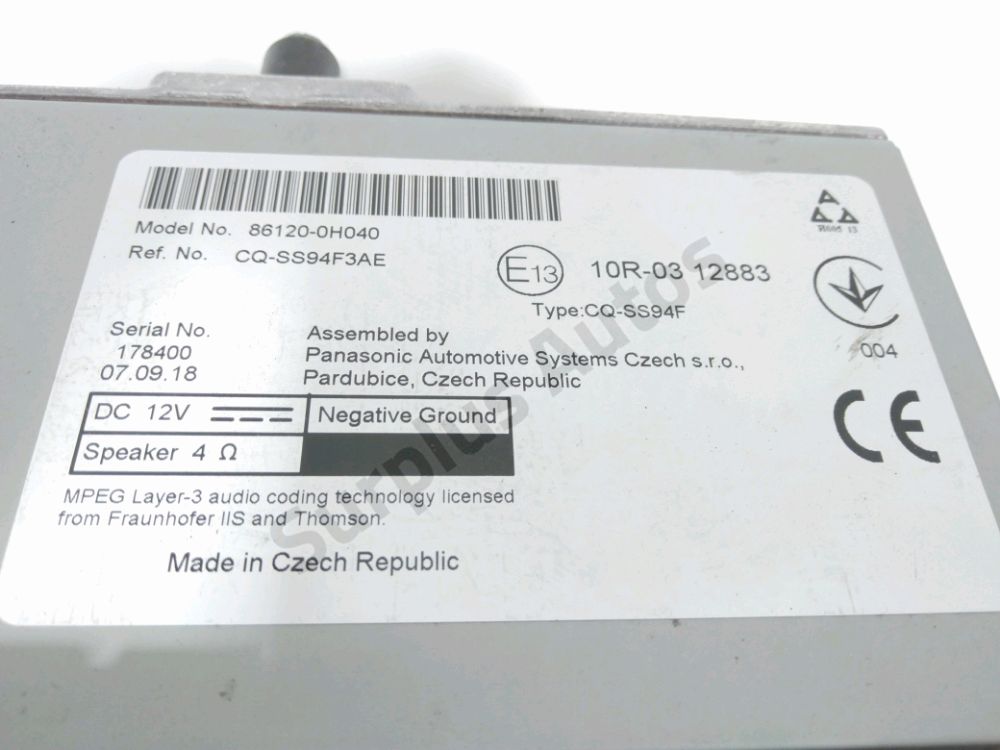 Model No. 86120-0H040
Ref. No. CQ-SS94F3AE
E13 10R-03 12883
Type:CQ-SS94F
004
Serial No.
178400
07.09.18
Assembled by
Panasonic Automotive Systems Czech s.r.o.,
Pardubice, Czech Republic
DC 12V Negative Ground
Speaker 4 Ω
CE
MPEG Layer-3 audio coding technology licensed
from Fraunhofer IIS and Thomson.
Made in Czech Republic
Surplus Autos